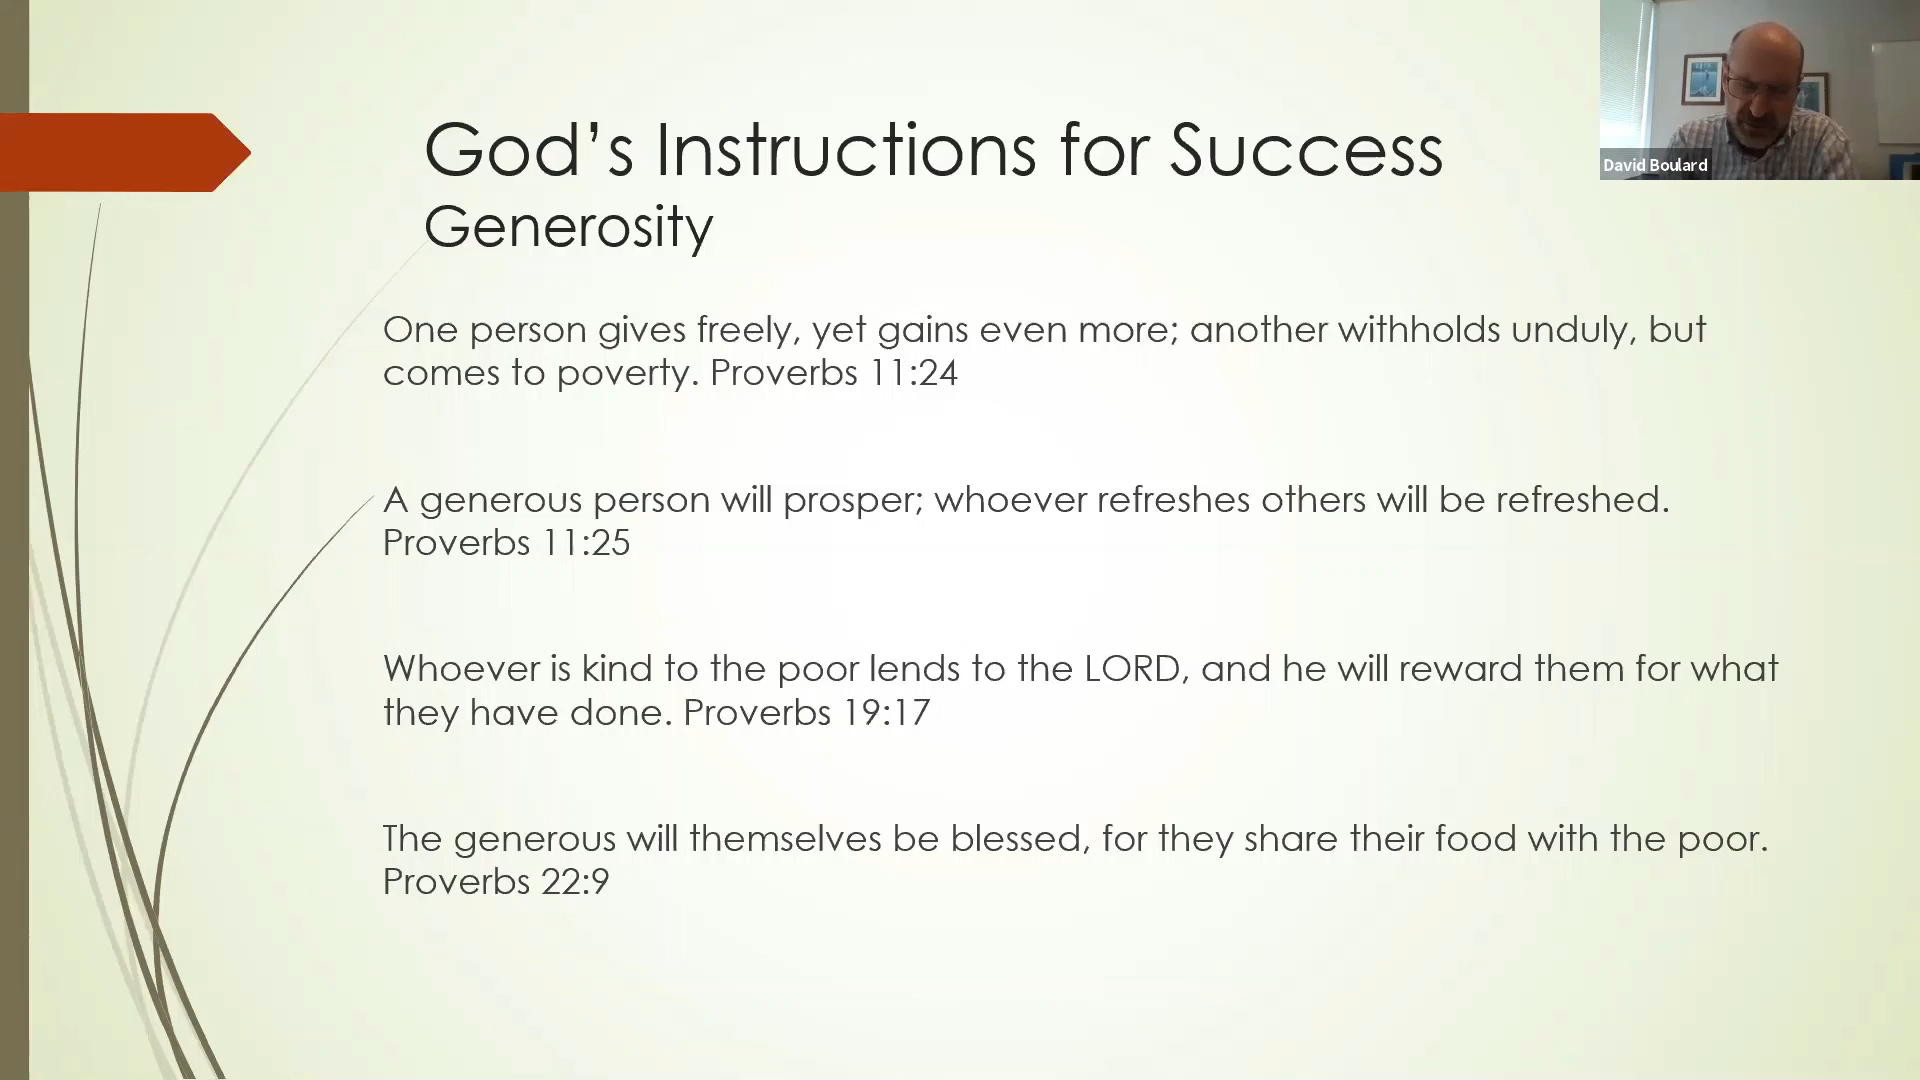 God’s Instructions for Success
Generosity
David Boulard
One person gives freely, yet gains even more; another withholds unduly, but
comes to poverty. Proverbs 11:24
A generous person will prosper; whoever refreshes others will be refreshed.
Proverbs 11:25
Whoever is kind to the poor lends to the LORD, and he will reward them for what
they have done. Proverbs 19:17
The generous will themselves be blessed, for they share their food with the poor.
Proverbs 22:9